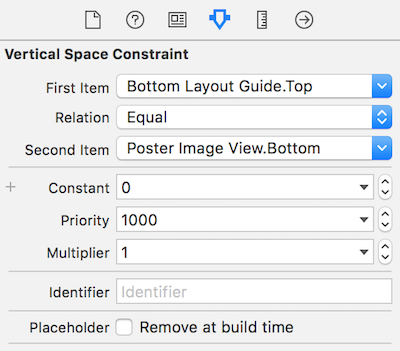 Vertical Space Constraint
First Item Bottom Layout Guide.Top
Relation Equal
Second Item Poster Image View.Bottom
Constant 0
Priority 1000
Multiplier 1
Identifier Identifier
Placeholder Remove at build time